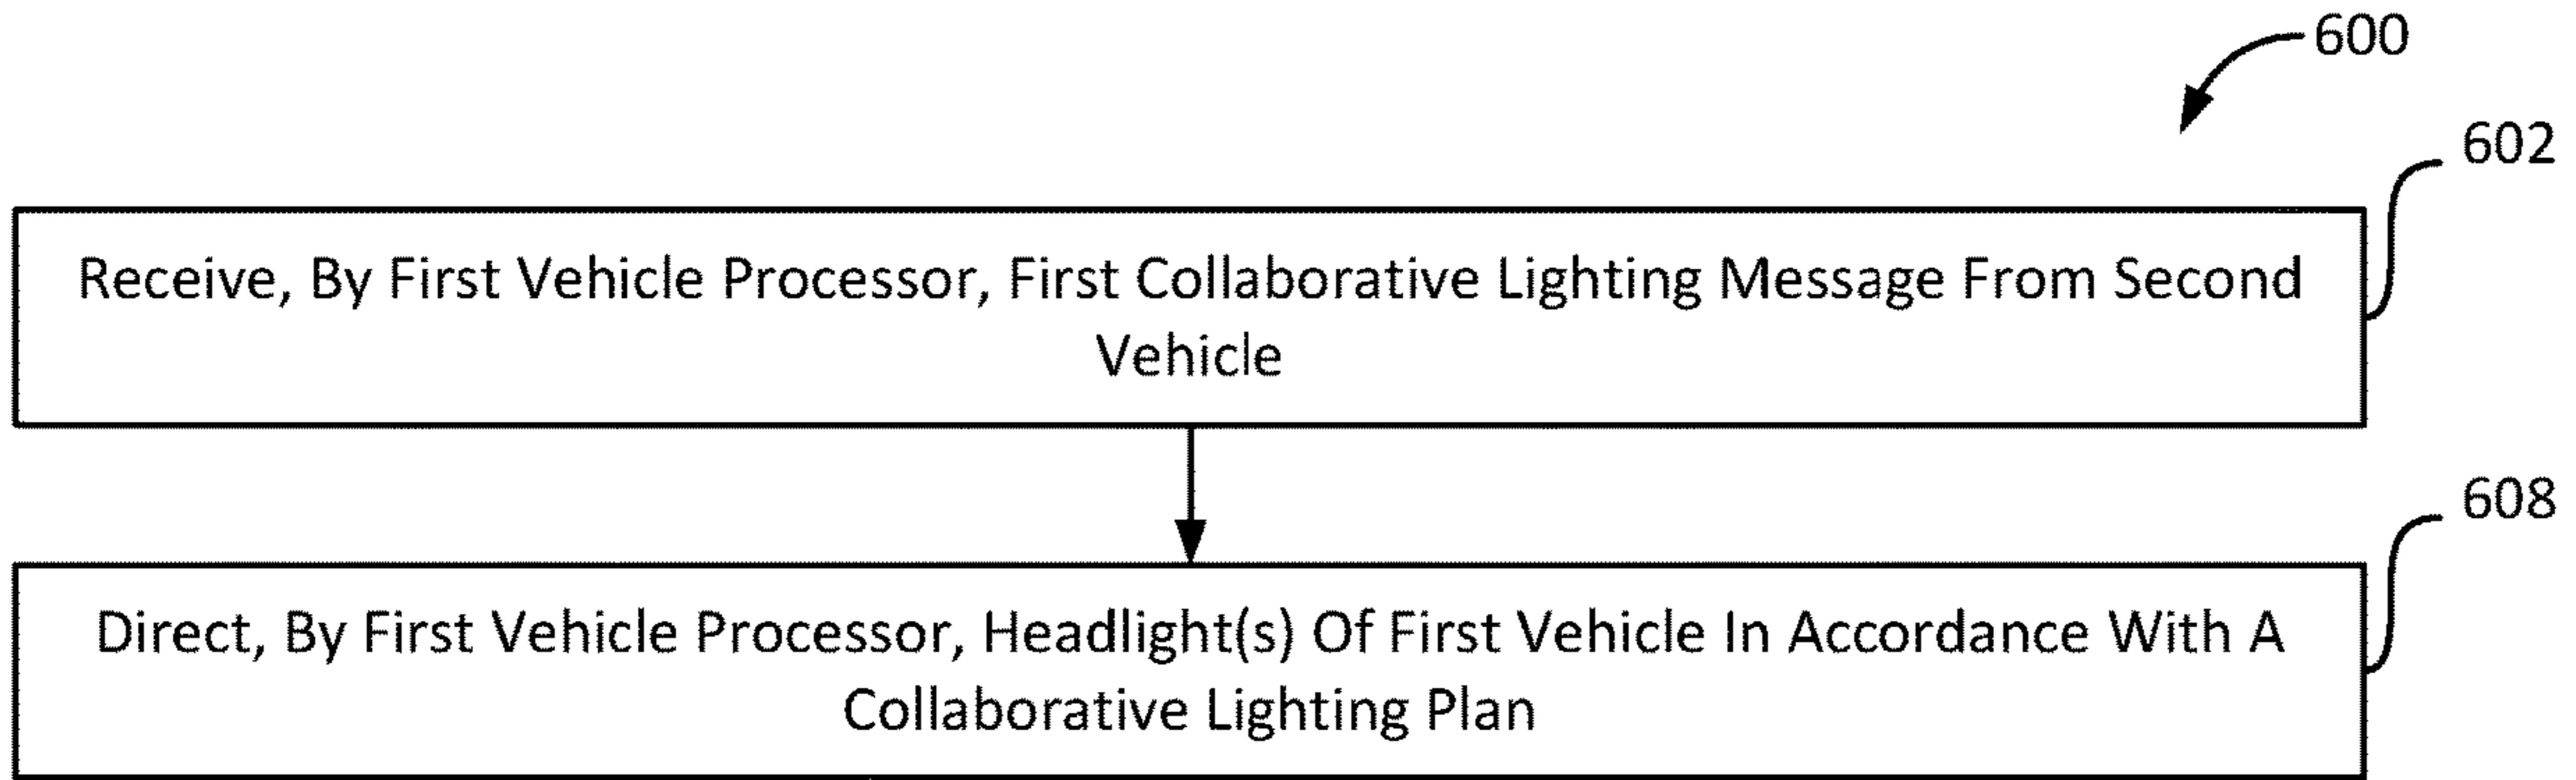 600
602
Receive, By First Vehicle Processor, First Collaborative Lighting Message From Second
Vehicle
608
Direct, By First Vehicle Processor, Headlight(s) Of First Vehicle In Accordance With A
Collaborative Lighting Plan